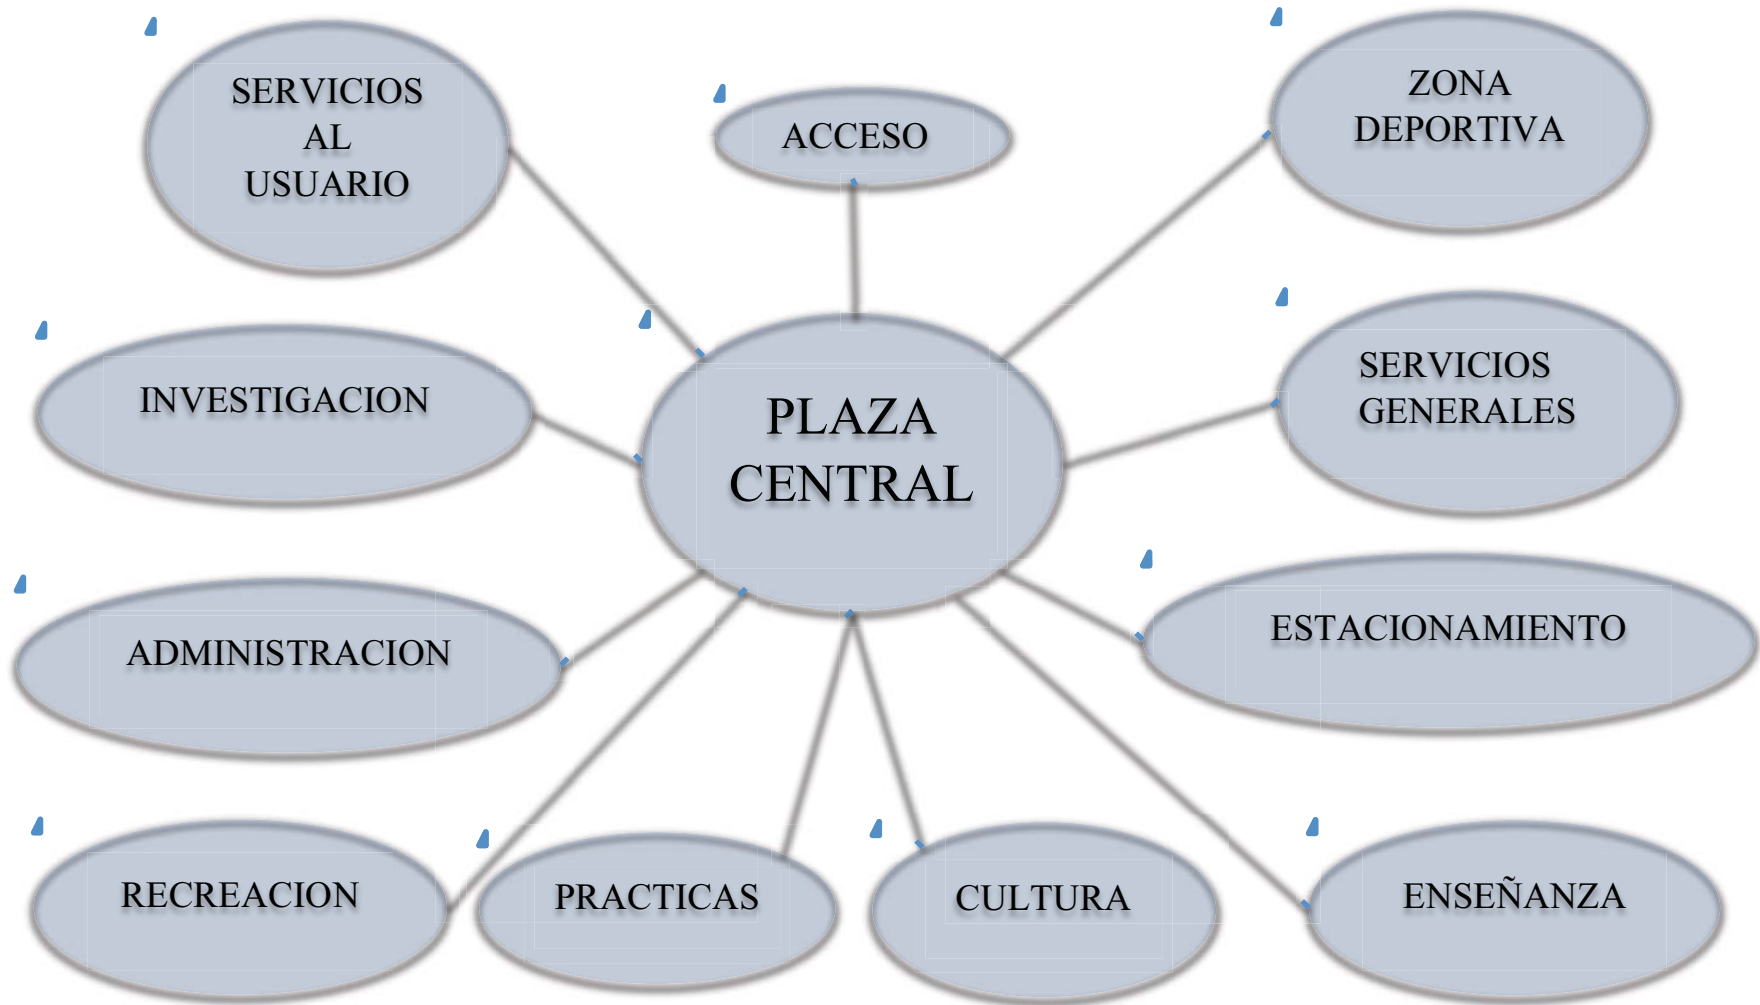 SERVICIOS
AL
USUARIO
ACCESO
ZONA
DEPORTIVA
INVESTIGACION
PLAZA
CENTRAL
SERVICIOS
GENERALES
ADMINISTRACION
ESTACIONAMIENTO
RECREACION
PRACTICAS
CULTURA
ENSEÑANZA